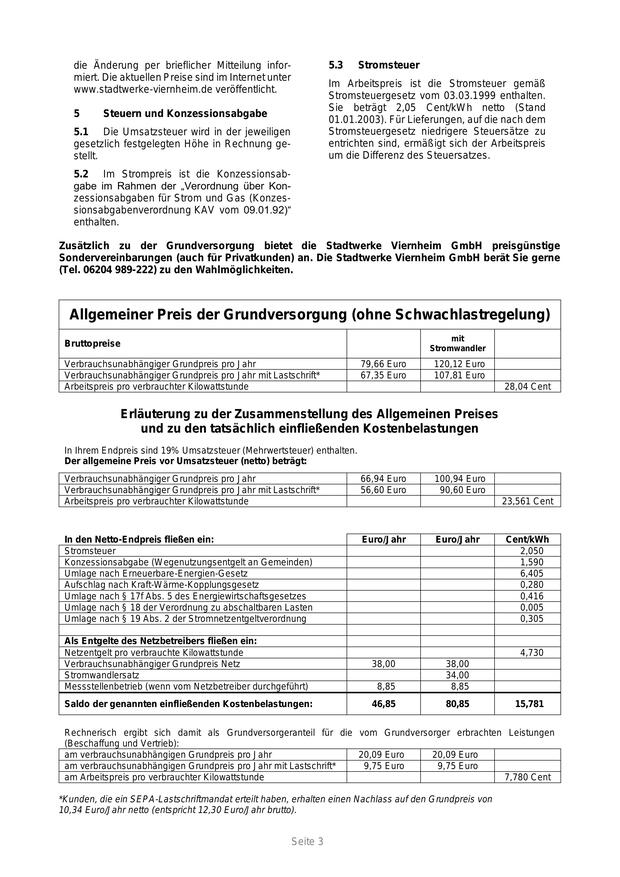 die Änderung per brieflicher Mitteilung infor-
miert. Die aktuellen Preise sind im Internet unter
www.stadtwerke-viernheim.de veröffentlicht.
5 Steuern und Konzessionsabgabe
5.1 Die Umsatzsteuer wird in der jeweiligen
gesetzlich festgelegten Höhe in Rechnung ge-
stellt.
5.2 Im Strompreis ist die Konzessionsab-
gabe im Rahmen der „Verordnung über Kon-
zessionsabgaben für Strom und Gas (Konzes-
sionsabgabenverordnung KAV vom 09.01.92)“
enthalten.
5.3 Stromsteuer
Im Arbeitspreis ist die Stromsteuer gemäß
Stromsteuergesetz vom 03.03.1999 enthalten.
Sie beträgt 2,05 Cent/kWh netto (Stand
01.01.2003). Für Lieferungen, auf die nach dem
Stromsteuergesetz niedrigere Steuersätze zu
entrichten sind, ermäßigt sich der Arbeitspreis
um die Differenz des Steuersatzes.
Zusätzlich zu der Grundversorgung bietet die Stadtwerke Viernheim GmbH preisgünstige
Sondervereinbarungen (auch für Privatkunden) an. Die Stadtwerke Viernheim GmbH berät Sie gerne
(Tel. 06204 989-222) zu den Wahlmöglichkeiten.
Allgemeiner Preis der Grundversorgung (ohne Schwachlastregelung)
Bruttopreise mit
Stromwandler
Verbrauchsunabhängiger Grundpreis pro Jahr 79,66 Euro 120,12 Euro
Verbrauchsunabhängiger Grundpreis pro Jahr mit Lastschrift* 67,35 Euro 107,81 Euro
Arbeitspreis pro verbrauchter Kilowattstunde 28,04 Cent
Erläuterung zu der Zusammenstellung des Allgemeinen Preises
und zu den tatsächlich einfließenden Kostenbelastungen
In Ihrem Endpreis sind 19% Umsatzsteuer (Mehrwertsteuer) enthalten.
Der allgemeine Preis vor Umsatzsteuer (netto) beträgt:
Verbrauchsunabhängiger Grundpreis pro Jahr 66,94 Euro 100,94 Euro
Verbrauchsunabhängiger Grundpreis pro Jahr mit Lastschrift* 56,60 Euro 90,60 Euro
Arbeitspreis pro verbrauchter Kilowattstunde 23,561 Cent
In den Netto-Endpreis fließen ein: Euro/Jahr Euro/Jahr Cent/kWh
Stromsteuer 2,050
Konzessionsabgabe (Wegenutzungsentgelt an Gemeinden) 1,590
Umlage nach Erneuerbare-Energien-Gesetz 6,405
Aufschlag nach Kraft-Wärme-Kopplungsgesetz 0,280
Umlage nach § 17f Abs. 5 des Energiewirtschaftsgesetzes 0,416
Umlage nach § 18 der Verordnung zu abschaltbaren Lasten 0,005
Umlage nach § 19 Abs. 2 der Stromnetzentgeltverordnung 0,305
Als Entgelte des Netzbetreibers fließen ein:
Netzentgelt pro verbrauchte Kilowattstunde 4,730
Verbrauchsunabhängiger Grundpreis Netz 38,00 38,00
Stromwandlersatz 34,00
Messstellenbetrieb (wenn vom Netzbetreiber durchgeführt) 8,85 8,85
Saldo der genannten einfließenden Kostenbelastungen: 46,85 80,85 15,781
Rechnerisch ergibt sich damit als Grundversorgeranteil für die vom Grundversorger erbrachten Leistungen
(Beschaffung und Vertrieb):
am verbrauchsunabhängigen Grundpreis pro Jahr 20,09 Euro 20,09 Euro
am verbrauchsunabhängigen Grundpreis pro Jahr mit Lastschrift* 9,75 Euro 9,75 Euro
am Arbeitspreis pro verbrauchter Kilowattstunde 7,780 Cent
*Kunden, die ein SEPA-Lastschriftmandat erteilt haben, erhalten einen Nachlass auf den Grundpreis von
10,34 Euro/Jahr netto (entspricht 12,30 Euro/Jahr brutto).
Seite 3